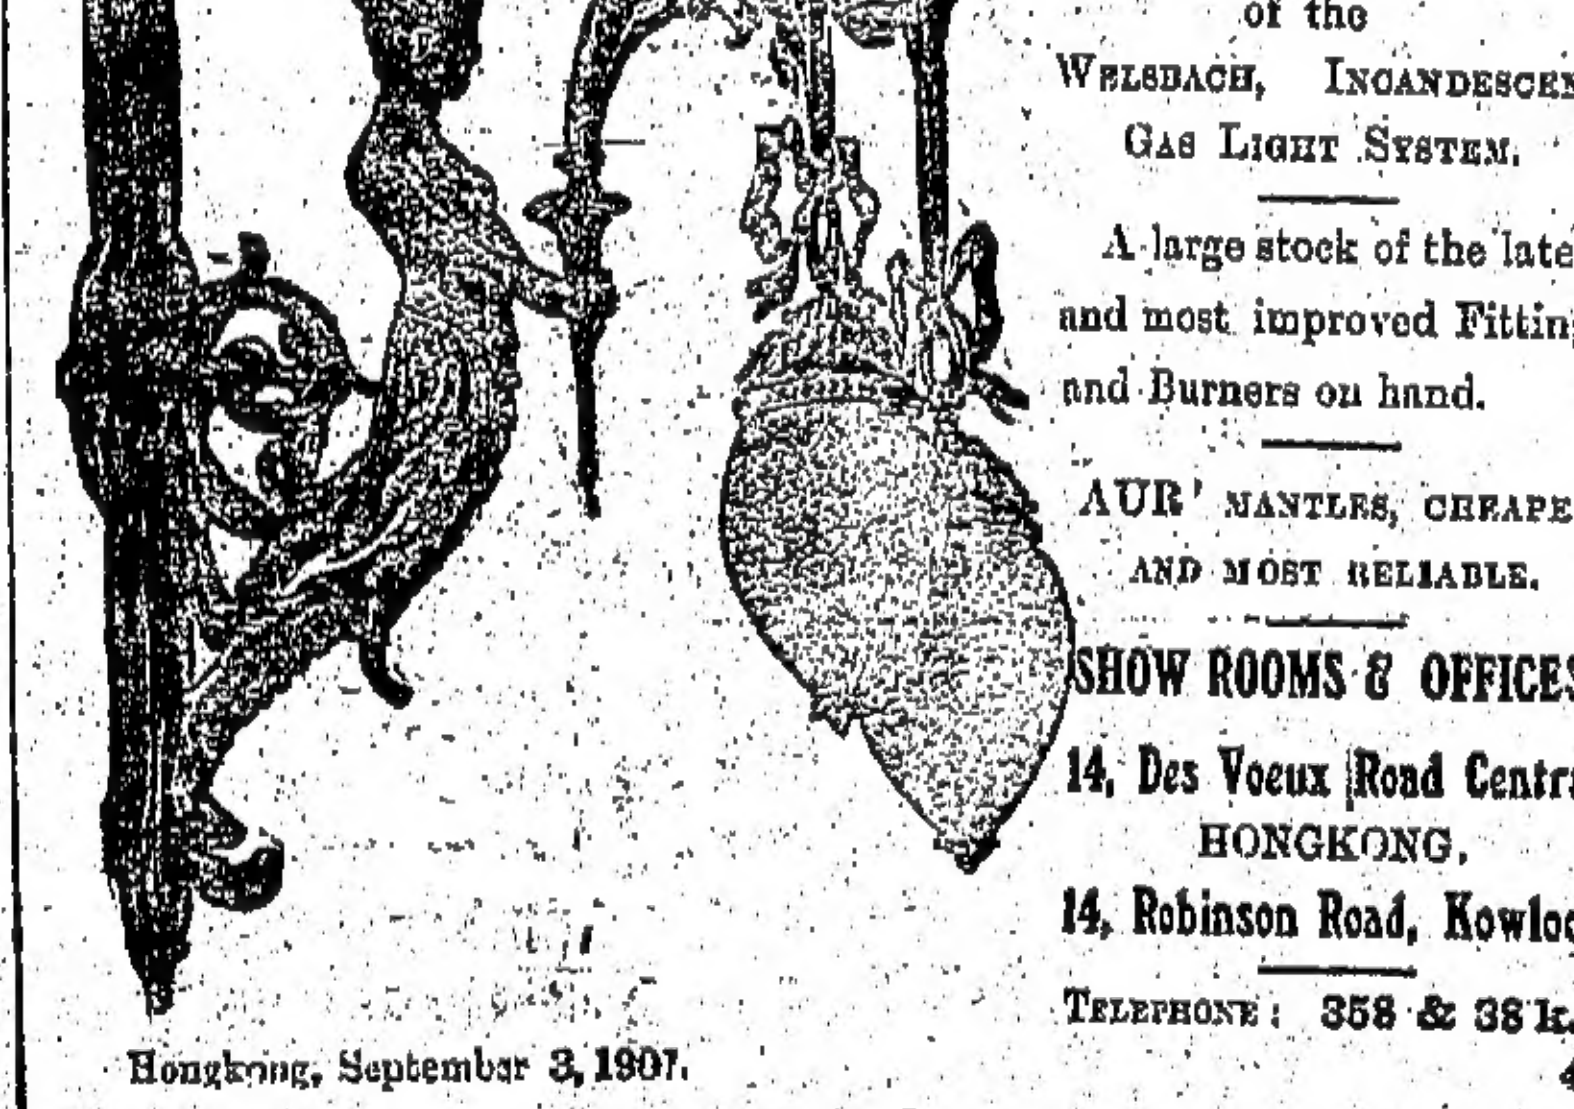 of the
WELSBACH, INCANDESCEN
GAS LIGHT SYSTEM.
A large stock of the late
and most improved Fittin
and Burners on hand.
AUR' MANTLES, CHEAPE
AND MOST RELIABLE.
SHOW ROOMS & OFFICES
14, Des Voeux Road Centra
HONGKONG.
14, Robinson Road, Kowloo
TELEPHONE: 358 & 38 k.
Hongkong, September 3, 1907.